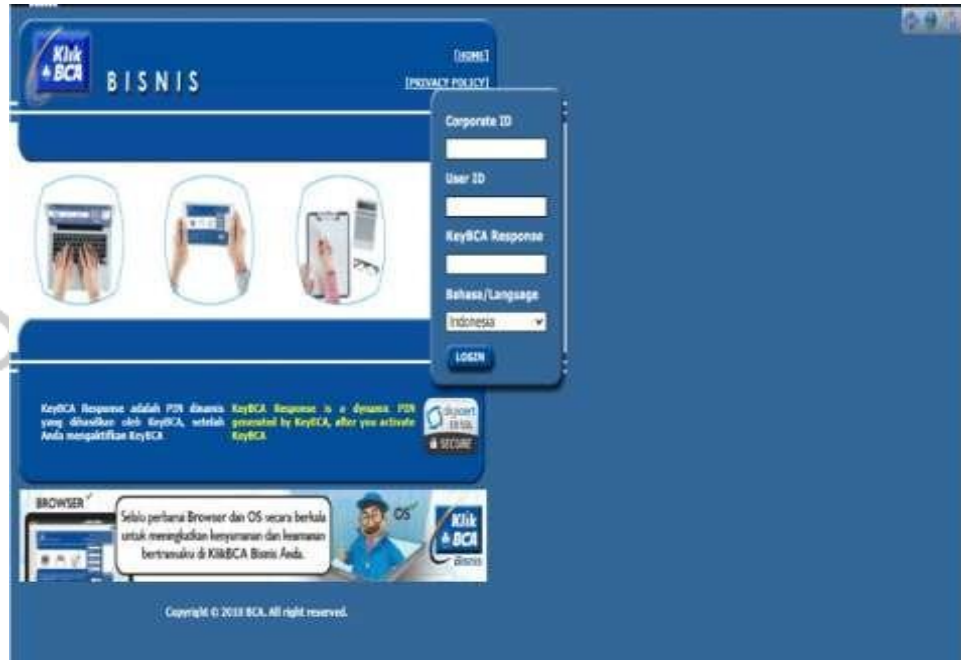 Klik
BCA
BISNIS
[HOME]
[PRIVACY POLICY]
Corporate ID
User ID
KeyBCA Response
Bahasa/Language
Indonesia
LOGIN
KeyBCA Response adalah PIN dinamis
yang dihasilkan oleh KeyBCA, setelah
Anda mengaktifkan KeyBCA
KeyBCA Response is a dynamic PIN
generated by KeyBCA, after you activate
KeyBCA
digicert
EV SSL
SECURE
BROWSER
Selalu perbarui Browser dan OS secara berkala
untuk meningkatkan kenyamanan dan keamanan
bertransaksi di KlikBCA Bisnis Anda.
OS
Klik
BCA
Bisnis
Copyright © 2018 BCA. All right reserved.